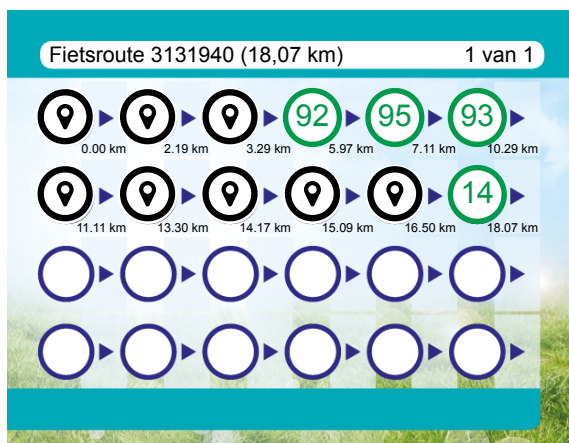 Fietsroute 3131940 (18,07 km) 1 van 1
92 95 93
0.00 km 2.19 km 3.29 km 5.97 km 7.11 km 10.29 km
14
11.11 km 13.30 km 14.17 km 15.09 km 16.50 km 18.07 km